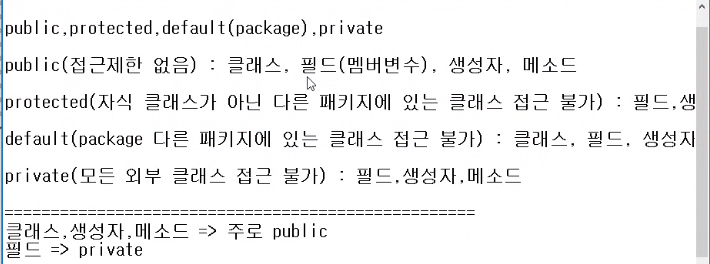 public,protected,default(package),private
public(접근제한 없음) : 클래스, 필드(멤버변수), 생성자, 메소드
protected(자식 클래스가 아닌 다른 패키지에 있는 클래스 접근 불가) : 필드,생
default(package 다른 패키지에 있는 클래스 접근 불가) : 클래스, 필드, 생성자
private(모든 외부 클래스 접근 불가) : 필드,생성자,메소드
===================================================
클래스,생성자,메소드 => 주로 public
필드 => private